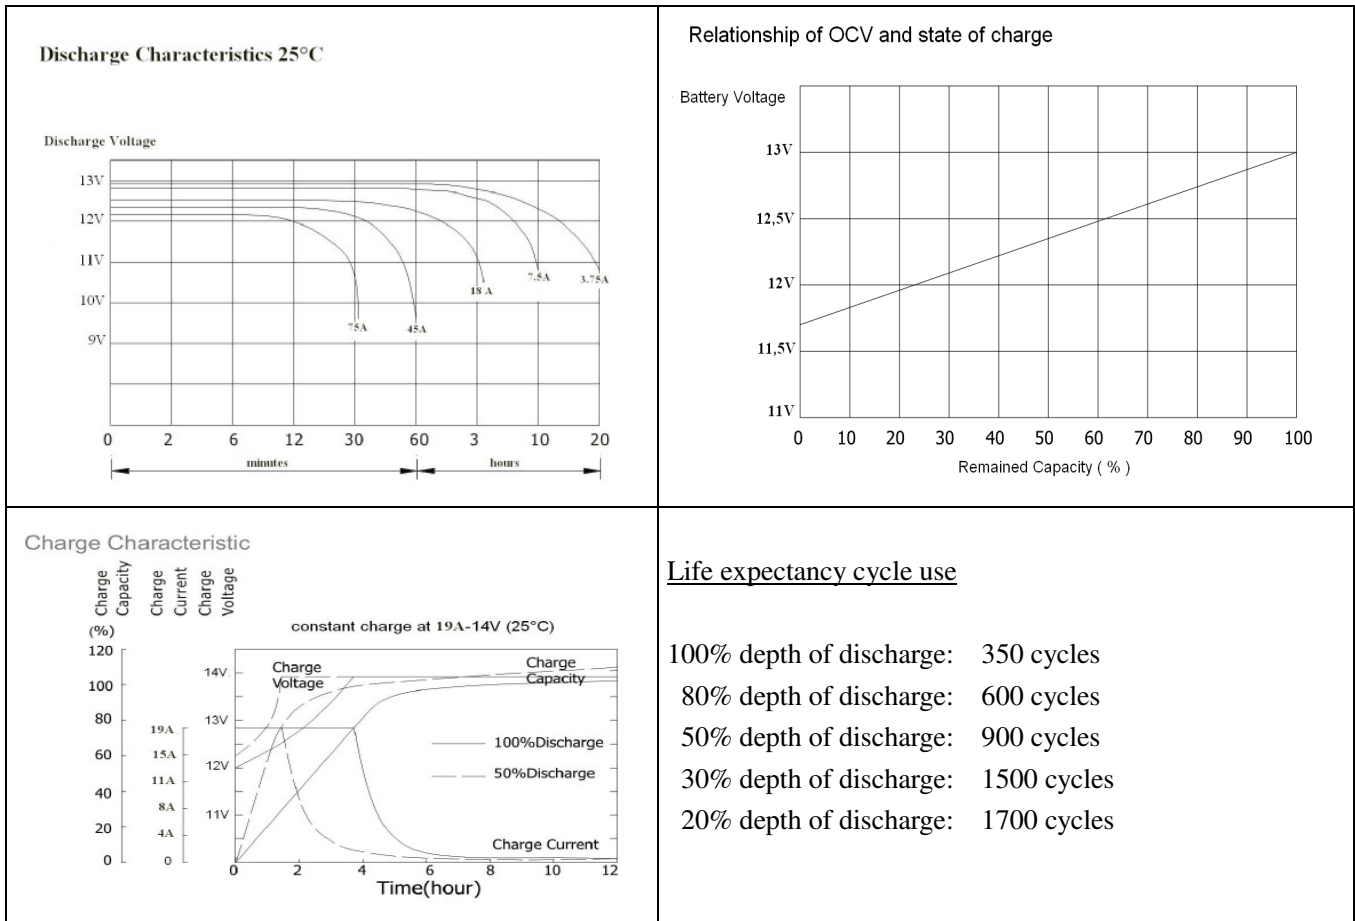 Discharge Characteristics 25°C
Discharge Voltage
13V
12V
11V
10V
9V
75A
45A
18 A
7.5A
3.75A
0 2 6 12 30 60 3 10 20
minutes hours
Relationship of OCV and state of charge
Battery Voltage
13V
12,5V
12V
11,5V
11V
0 10 20 30 40 50 60 70 80 90 100
Remained Capacity ( % )
Charge Characteristic
Charge Capacity
Charge Current
Charge Voltage
(%)
constant charge at 19A-14V (25°C)
120
100
80
60
40
20
0
19A
15A
11A
8A
4A
0
14V
13V
12V
11V
Charge
Voltage
Charge
Capacity
100%Discharge
50%Discharge
Charge Current
0 2 4 6 8 10 12
Time(hour)
Life expectancy cycle use
100% depth of discharge: 350 cycles
80% depth of discharge: 600 cycles
50% depth of discharge: 900 cycles
30% depth of discharge: 1500 cycles
20% depth of discharge: 1700 cycles